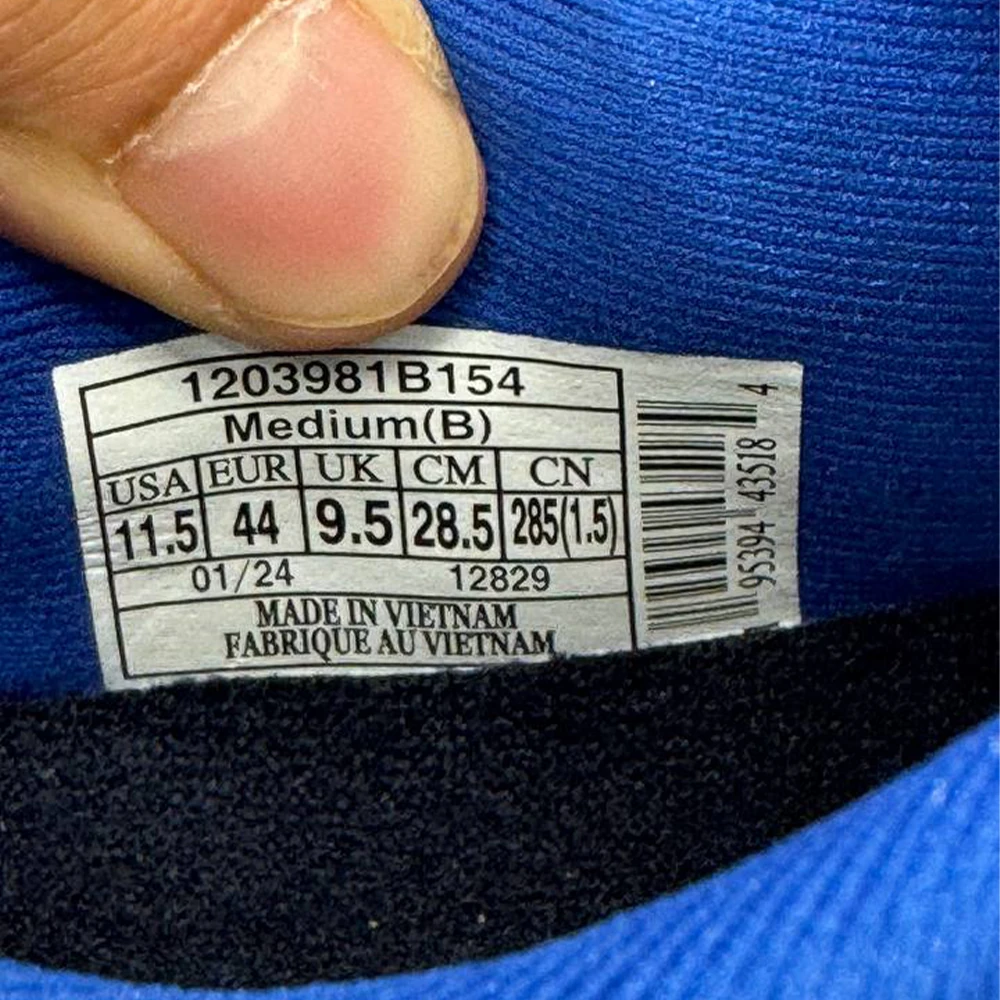 1203981B154
Medium(B)
USA EUR UK CM CN
11.5 44 9.5 28.5 285(1.5)
01/24 12829
MADE IN VIETNAM
FABRIQUE AU VIETNAM
95394 43518 4